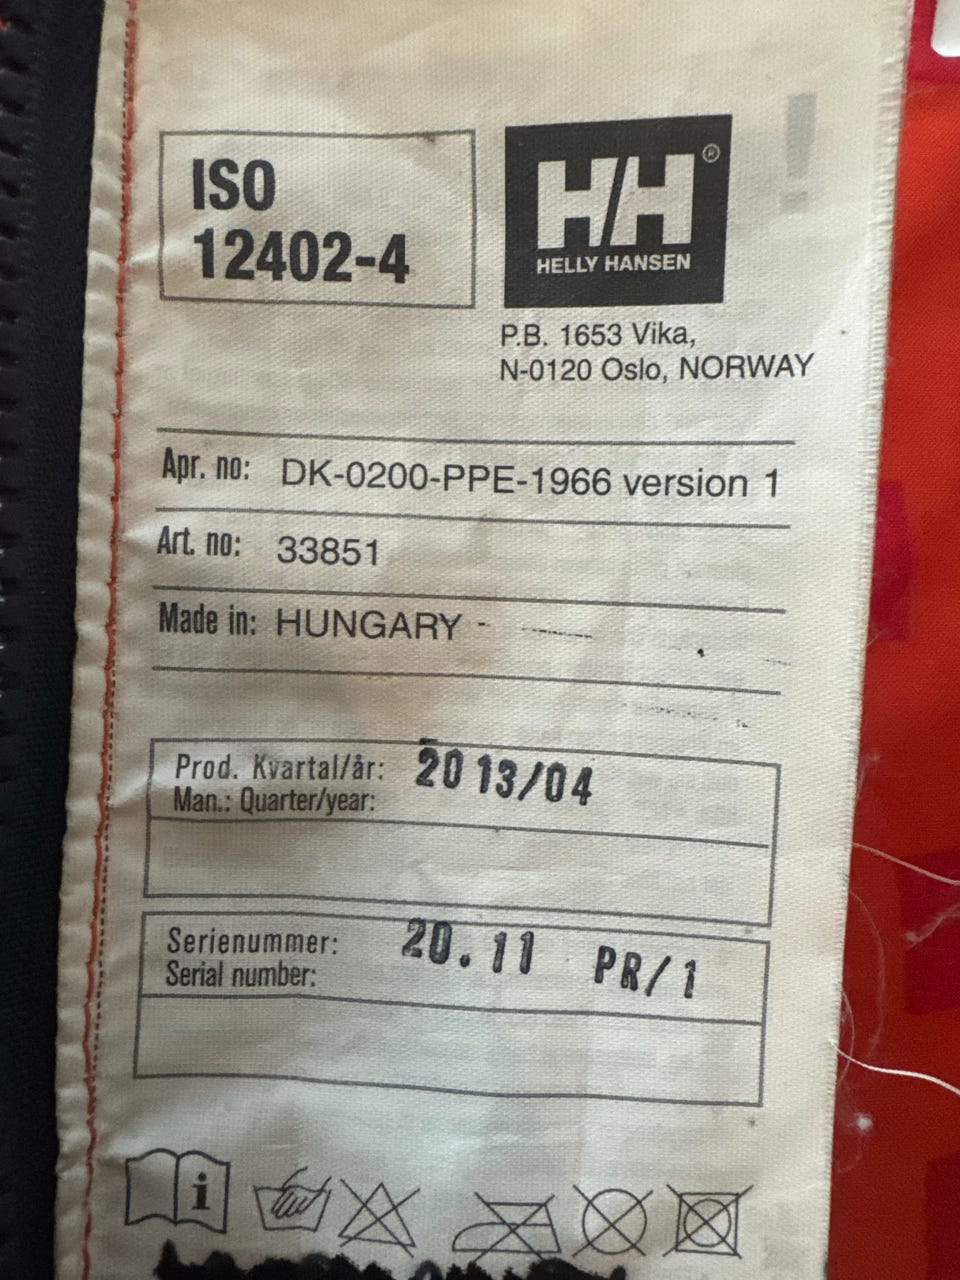 ISO
12402-4
HH®
HELLY HANSEN
P.B. 1653 Vika,
N-0120 Oslo, NORWAY
Apr. no: DK-0200-PPE-1966 version 1
Art. no: 33851
Made in: HUNGARY
Prod. Kvartal/år: 2013/04
Man.: Quarter/year:
Serienummer: 20.11 PR/1
Serial number:
i